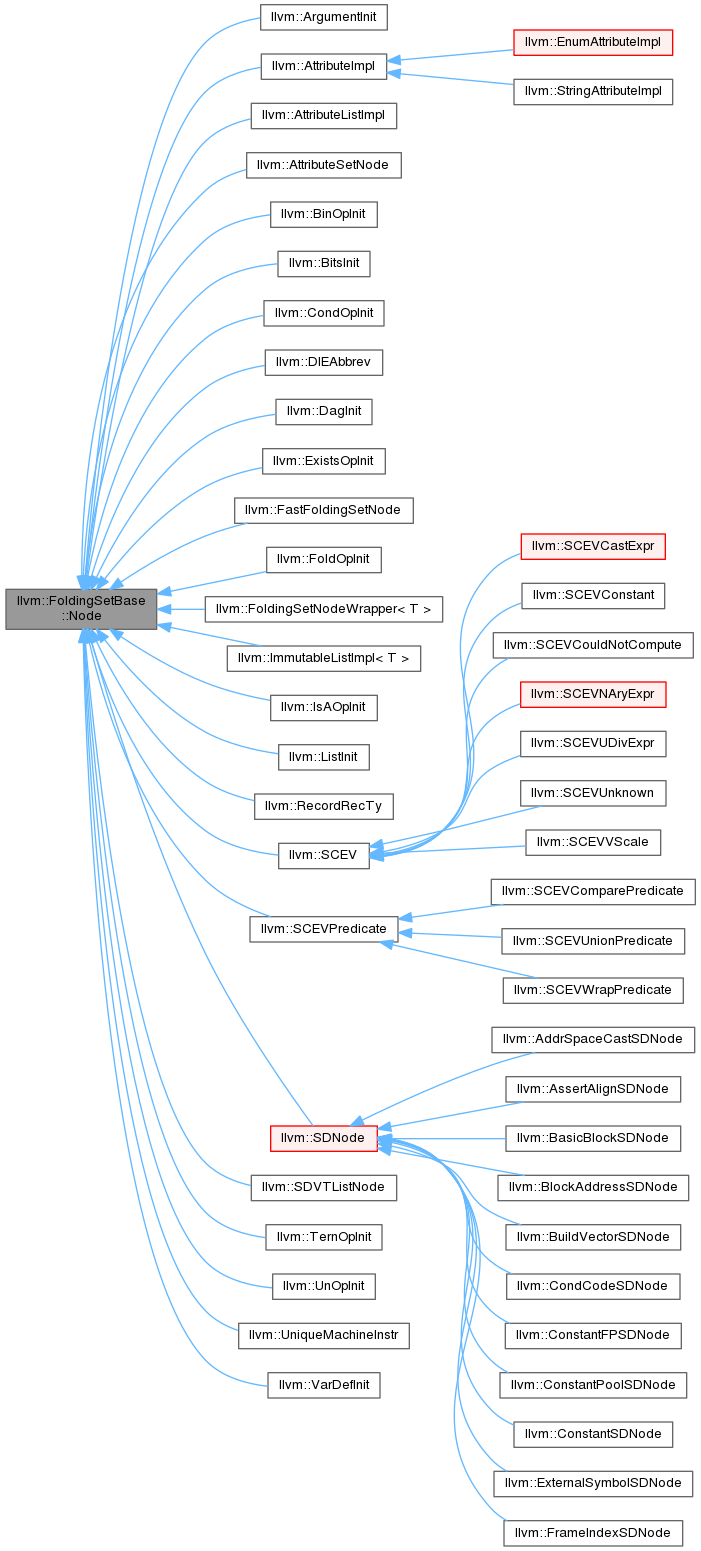 llvm::ArgumentInit
llvm::AttributeImpl
llvm::EnumAttributeImpl
llvm::StringAttributeImpl
llvm::AttributeListImpl
llvm::AttributeSetNode
llvm::BinOpInit
llvm::BitsInit
llvm::CondOpInit
llvm::DIEAbbrev
llvm::DagInit
llvm::ExistsOpInit
llvm::FastFoldingSetNode
llvm::FoldOpInit
llvm::FoldingSetBase
::Node
llvm::FoldingSetNodeWrapper< T >
llvm::ImmutableListImpl< T >
llvm::IsAOpInit
llvm::ListInit
llvm::RecordRecTy
llvm::SCEV
llvm::SCEVCastExpr
llvm::SCEVConstant
llvm::SCEVCouldNotCompute
llvm::SCEVNAryExpr
llvm::SCEVUDivExpr
llvm::SCEVUnknown
llvm::SCEVVScale
llvm::SCEVPredicate
llvm::SCEVComparePredicate
llvm::SCEVUnionPredicate
llvm::SCEVWrapPredicate
llvm::SDNode
llvm::AddrSpaceCastSDNode
llvm::AssertAlignSDNode
llvm::BasicBlockSDNode
llvm::BlockAddressSDNode
llvm::BuildVectorSDNode
llvm::CondCodeSDNode
llvm::ConstantFPSDNode
llvm::ConstantPoolSDNode
llvm::ConstantSDNode
llvm::ExternalSymbolSDNode
llvm::FrameIndexSDNode
llvm::SDVTListNode
llvm::TernOpInit
llvm::UnOpInit
llvm::UniqueMachineInstr
llvm::VarDefInit